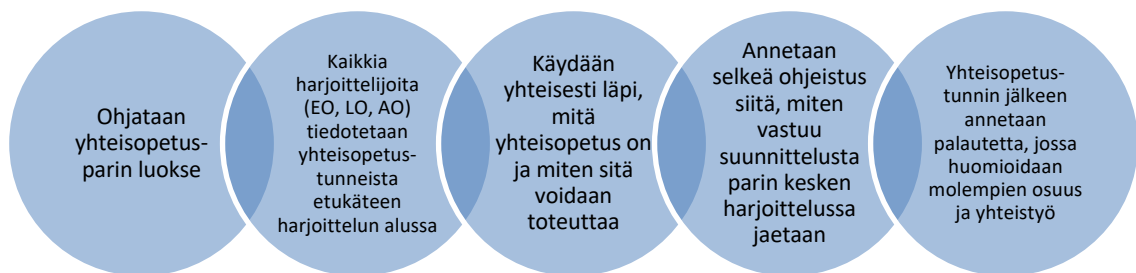 Ohjataan
yhteisopetus-
parin luokse
Kaikkia
harjoittelijoita
(EO, LO, AO)
tiedotetaan
yhteisopetus-
tunneista
etukäteen
harjoittelun alussa
Käydään
yhteisesti läpi,
mitä
yhteisopetus on
ja miten sitä
voidaan
toteuttaa
Annetaan
selkeä ohjeistus
siitä, miten
vastuu
suunnittelusta
parin kesken
harjoittelussa
jaetaan
Yhteisopetus-
tunnin jälkeen
annetaan
palautetta, jossa
huomioidaan
molempien osuus
ja yhteistyö